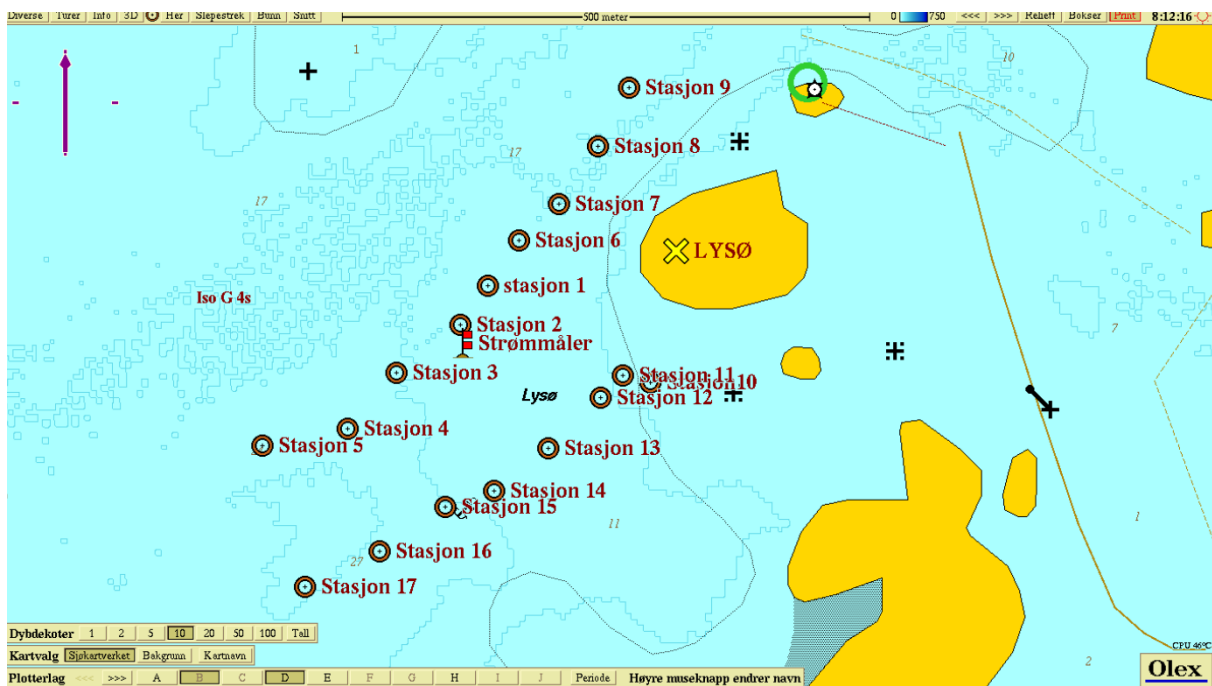 Diverse Turer Info 3D Her Slepestrek Bunn Snitt 500 meter 0 750 <<< >>> Relieff Bokser Print 8:12:16
1
10
Stasjon 9
Stasjon 8
17
Stasjon 7
17
Stasjon 6
LYSØ
stasjon 1
Iso G 4s
Stasjon 2
7
Strømmåler
Stasjon 3
Stasjon 11
Stasjon 10
Lysø
Stasjon 12
Stasjon 4
Stasjon 5
Stasjon 13
Stasjon 14
Stasjon 15
11
1
Stasjon 16
27
Stasjon 17
Dybdekoter 1 2 5 10 20 50 100 Tall
CPU 46°C
Kartvalg Sjøkartverket Bakgrunn Kartnavn
2
Olex
Plotterlag <<< >>> A B C D E F G H I J Periode Høyre museknapp endrer navn